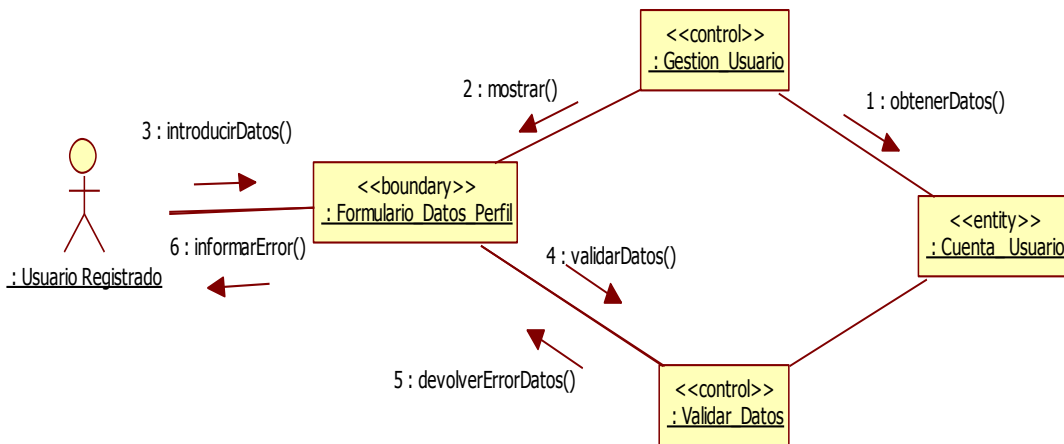 <<control>>
: Gestion_Usuario
2 : mostrar()
1 : obtenerDatos()
3 : introducirDatos()
<<boundary>>
: Formulario_Datos_Perfil
<<entity>>
: Cuenta_Usuario
6 : informarError()
4 : validarDatos()
: Usuario Registrado
5 : devolverErrorDatos()
<<control>>
: Validar_Datos